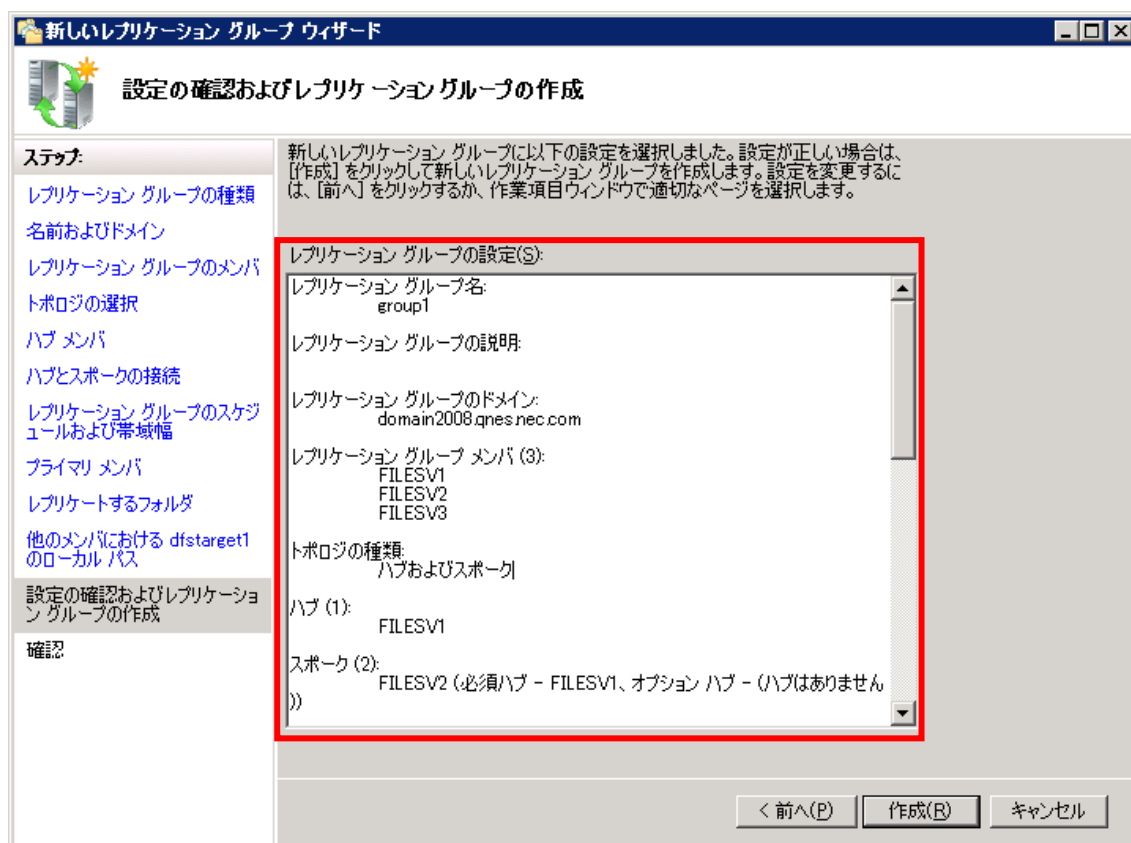 新しいレプリケーション グループ ウィザード
設定の確認およびレプリケーション グループの作成
ステップ:
レプリケーション グループの種類
名前およびドメイン
レプリケーション グループのメンバ
トポロジの選択
ハブ メンバ
ハブとスポークの接続
レプリケーション グループのスケジ
ュールおよび帯域幅
プライマリ メンバ
レプリケートするフォルダ
他のメンバにおける dfstarget1
のローカル パス
設定の確認およびレプリケーショ
ン グループの作成
確認
新しいレプリケーション グループに以下の設定を選択しました。設定が正しい場合は、
[作成] をクリックして新しいレプリケーション グループを作成します。設定を変更するに
は、[前へ] をクリックするか、作業項目ウィンドウで適切なページを選択します。
レプリケーション グループの設定(S):
レプリケーション グループ名:
group1
レプリケーション グループの説明:
レプリケーション グループのドメイン:
domain2008.qnes.nec.com
レプリケーション グループ メンバ (3):
FILESV1
FILESV2
FILESV3
トポロジの種類:
ハブおよびスポーク
ハブ (1):
FILESV1
スポーク (2):
FILESV2 (必須ハブ - FILESV1、オプション ハブ - (ハブはありません
))
< 前へ(P)
作成(R)
キャンセル